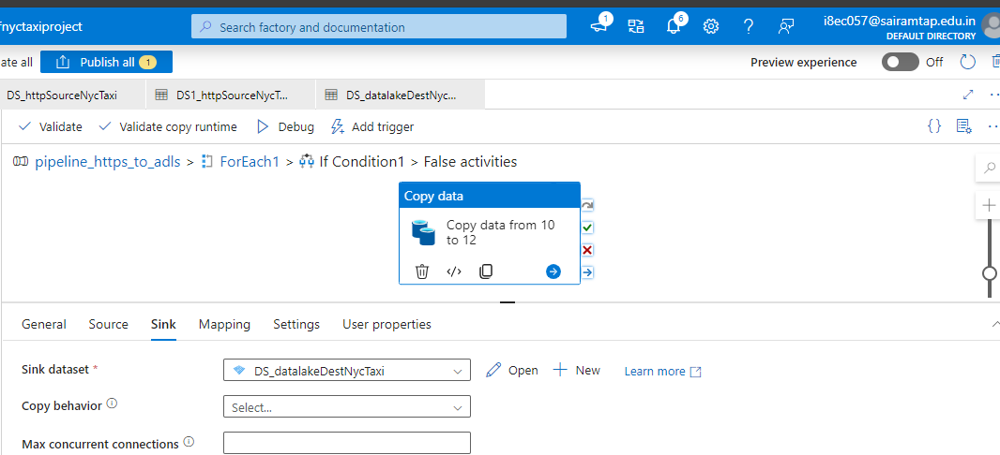 fnyctaxiproject
Search factory and documentation
1
6
i8ec057@sairamtap.edu.in
DEFAULT DIRECTORY
ate all
Publish all 1
Preview experience
Off
DS_httpSourceNycTaxi
DS1_httpSourceNycT...
DS_datalakeDestNyc...
Validate
Validate copy runtime
Debug
Add trigger
{}
pipeline_https_to_adls > ForEach1 > If Condition1 > False activities
Copy data
Copy data from 10
to 12
</>
General
Source
Sink
Mapping
Settings
User properties
Sink dataset *
DS_datalakeDestNycTaxi
Open
New
Learn more
Copy behavior
Select...
Max concurrent connections